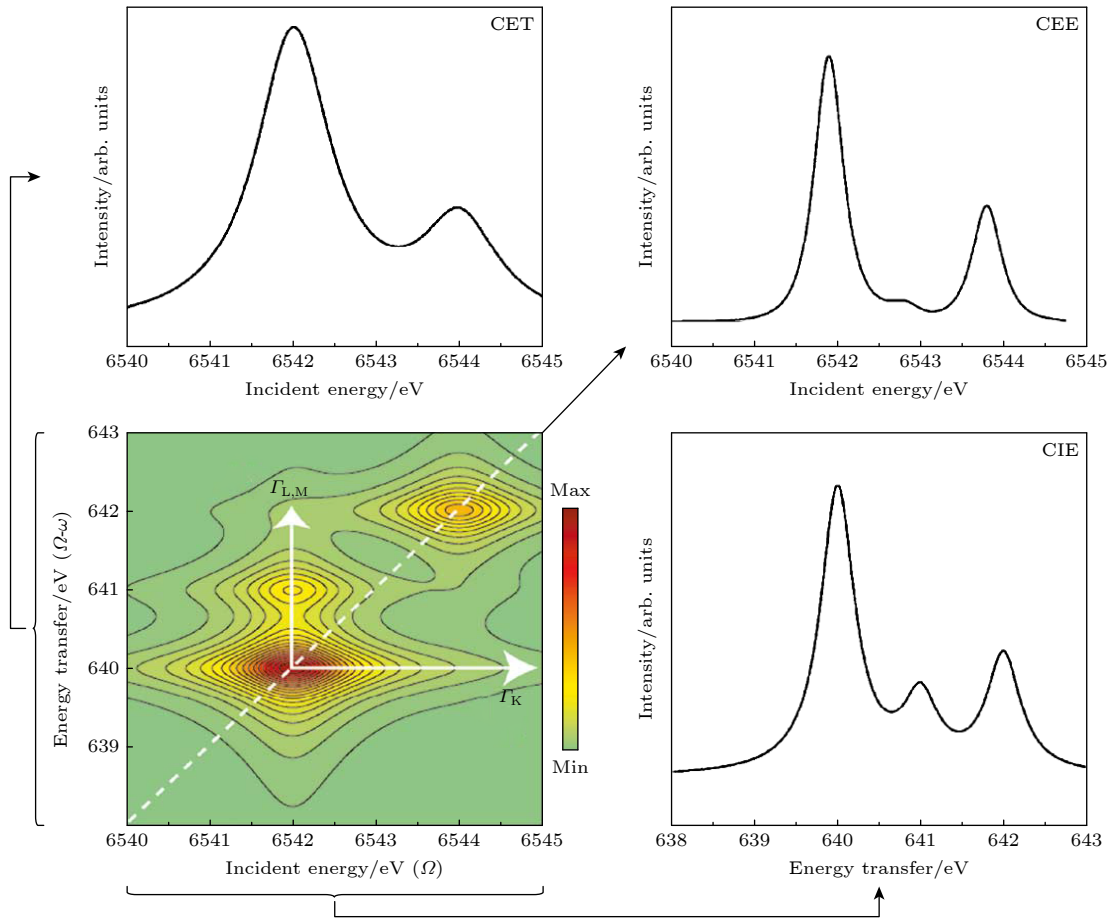 CET
Intensity/arb. units
6540 6541 6542 6543 6544 6545
Incident energy/eV
CEE
Intensity/arb. units
6540 6541 6542 6543 6544 6545
Incident energy/eV
643
642
641
640
639
Energy transfer/eV (Ω-ω)
ΓL,M
ΓK
6540 6541 6542 6543 6544 6545
Incident energy/eV (Ω)
Max
Min
CIE
Intensity/arb. units
638 639 640 641 642 643
Energy transfer/eV